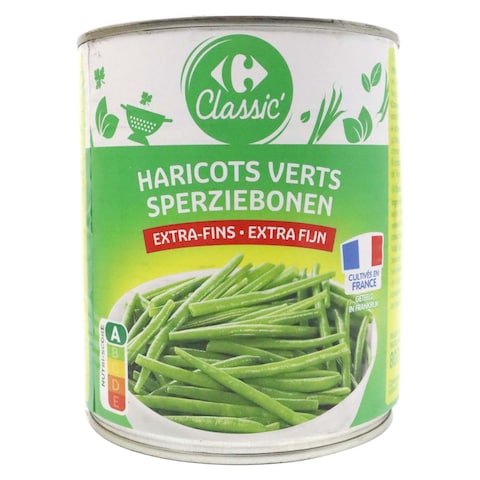 Classic'
HARICOTS VERTS
SPERZIEBONEN
EXTRA-FINS • EXTRA FIJN
CULTIVÉS EN
FRANCE
GETEELD
IN FRANKRIJK
NUTRI-SCORE
A
B
D
E